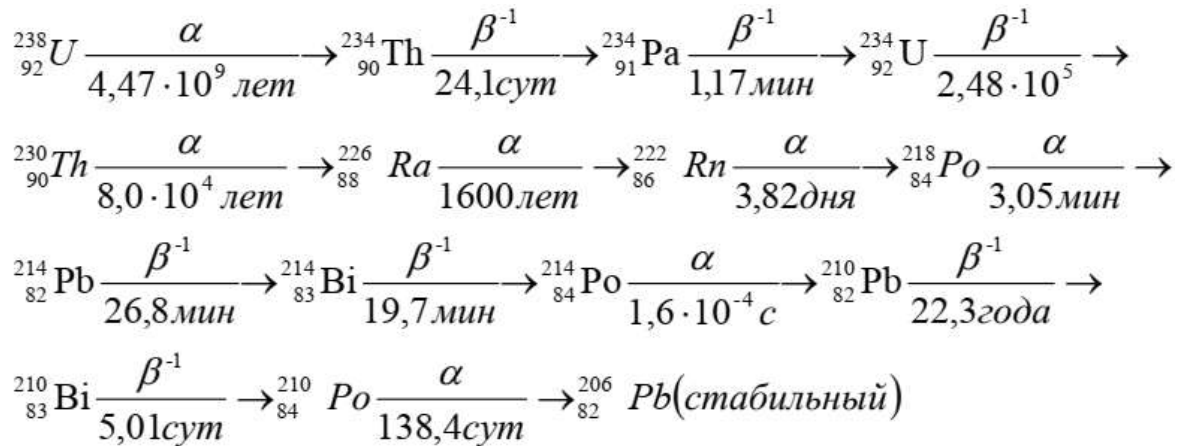 ²³⁸₉₂U —α / 4,47·10⁹ лет→ ²³⁴₉₀Th —β⁻¹ / 24,1сут→ ²³⁴₉₁Pa —β⁻¹ / 1,17мин→ ²³⁴₉₂U —β⁻¹ / 2,48·10⁵→
²³⁰₉₀Th —α / 8,0·10⁴ лет→ ²²⁶₈₈Ra —α / 1600лет→ ²²²₈₆Rn —α / 3,82дня→ ²¹⁸₈₄Po —α / 3,05мин→
²¹⁴₈₂Pb —β⁻¹ / 26,8мин→ ²¹⁴₈₃Bi —β⁻¹ / 19,7мин→ ²¹⁴₈₄Po —α / 1,6·10⁻⁴ с→ ²¹⁰₈₂Pb —β⁻¹ / 22,3года→
²¹⁰₈₃Bi —β⁻¹ / 5,01сут→ ²¹⁰₈₄Po —α / 138,4сут→ ²⁰⁶₈₂Pb(стабильный)